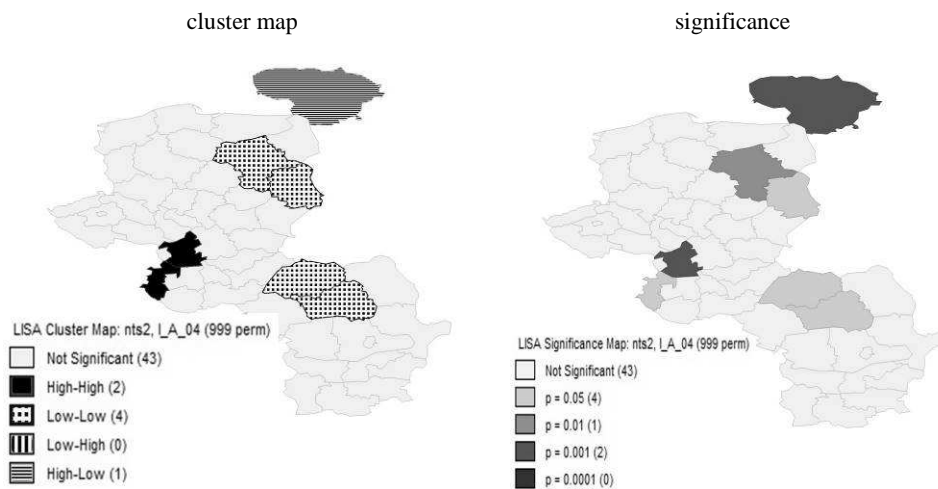 cluster map
significance
LISA Cluster Map: nts2, I_A_04 (999 perm)
Not Significant (43)
High-High (2)
Low-Low (4)
Low-High (0)
High-Low (1)
LISA Significance Map: nts2, I_A_04 (999 perm)
Not Significant (43)
p = 0.05 (4)
p = 0.01 (1)
p = 0.001 (2)
p = 0.0001 (0)